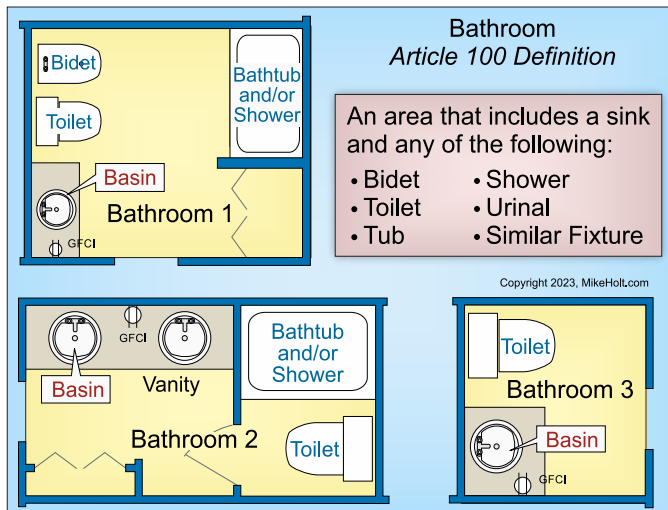 Bathroom
Article 100 Definition
An area that includes a sink
and any of the following:
• Bidet
• Shower
• Toilet
• Urinal
• Tub
• Similar Fixture
Copyright 2023, MikeHolt.com
Bidet
Toilet
Bathtub
and/or
Shower
Basin
Bathroom 1
GFCI
GFCI
Basin
Vanity
Bathtub
and/or
Shower
Bathroom 2
Toilet
Toilet
Bathroom 3
Basin
GFCI